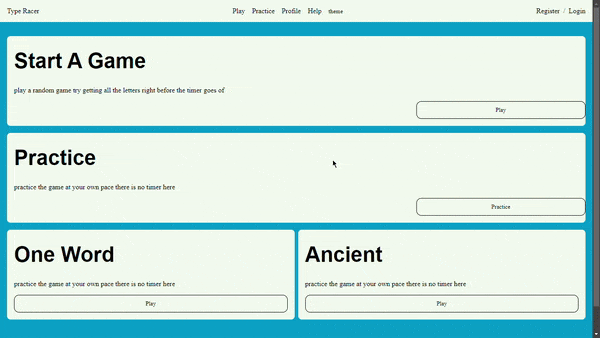 Type Racer Play Practice Profile Help theme Register / Login
Start A Game
play a random game try getting all the letters right before the timer goes of
Play
Practice
practice the game at your own pace there is no timer here
Practice
One Word
practice the game at your own pace there is no timer here
Play
Ancient
practice the game at your own pace there is no timer here
Play